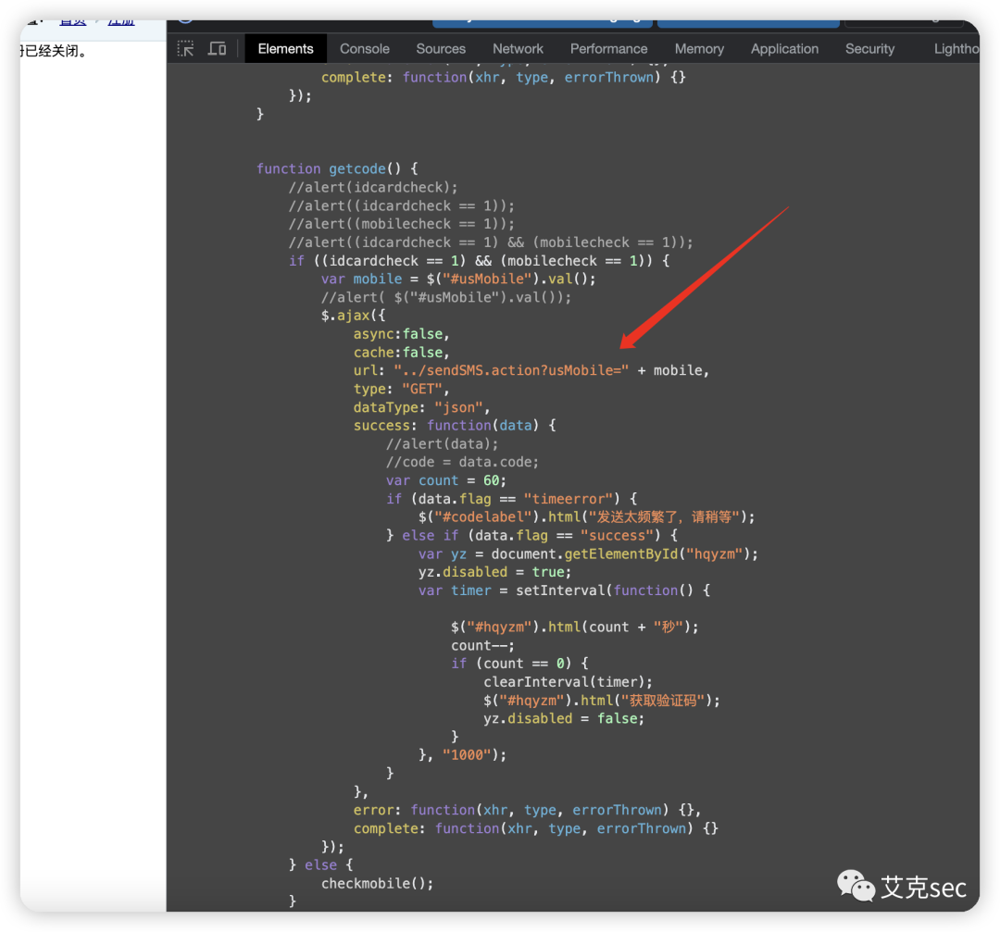 首页 注册
册已经关闭。
Elements Console Sources Network Performance Memory Application Security Lightho
complete: function(xhr, type, errorThrown) {}
});
}
function getcode() {
//alert(idcardcheck);
//alert((idcardcheck == 1));
//alert((mobilecheck == 1));
//alert((idcardcheck == 1) && (mobilecheck == 1));
if ((idcardcheck == 1) && (mobilecheck == 1)) {
var mobile = $("#usMobile").val();
//alert( $("#usMobile").val());
$.ajax({
async:false,
cache:false,
url: "../sendSMS.action?usMobile=" + mobile,
type: "GET",
dataType: "json",
success: function(data) {
//alert(data);
//code = data.code;
var count = 60;
if (data.flag == "timeerror") {
$("#codelabel").html("发送太频繁了，请稍等");
} else if (data.flag == "success") {
var yz = document.getElementById("hqyzm");
yz.disabled = true;
var timer = setInterval(function() {
$("#hqyzm").html(count + "秒");
count--;
if (count == 0) {
clearInterval(timer);
$("#hqyzm").html("获取验证码");
yz.disabled = false;
}
}, "1000");
}
},
error: function(xhr, type, errorThrown) {},
complete: function(xhr, type, errorThrown) {}
});
} else {
checkmobile();
}
艾克sec